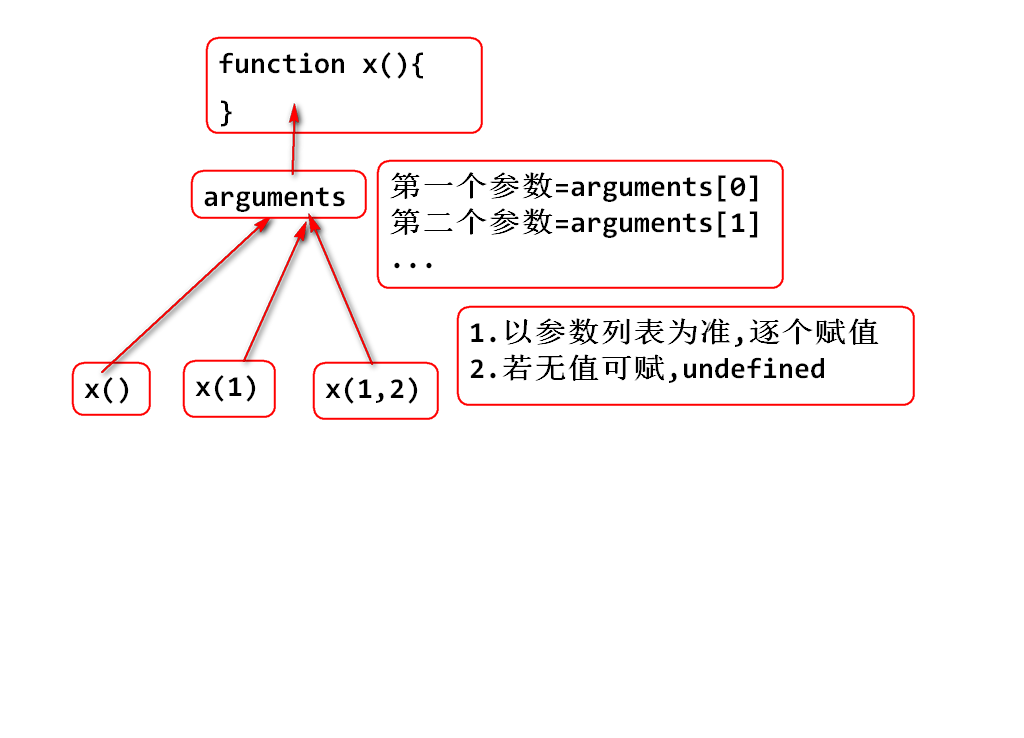 function x(){
}
arguments
第一个参数=arguments[0]
第二个参数=arguments[1]
...
1.以参数列表为准,逐个赋值
2.若无值可赋,undefined
x()
x(1)
x(1,2)